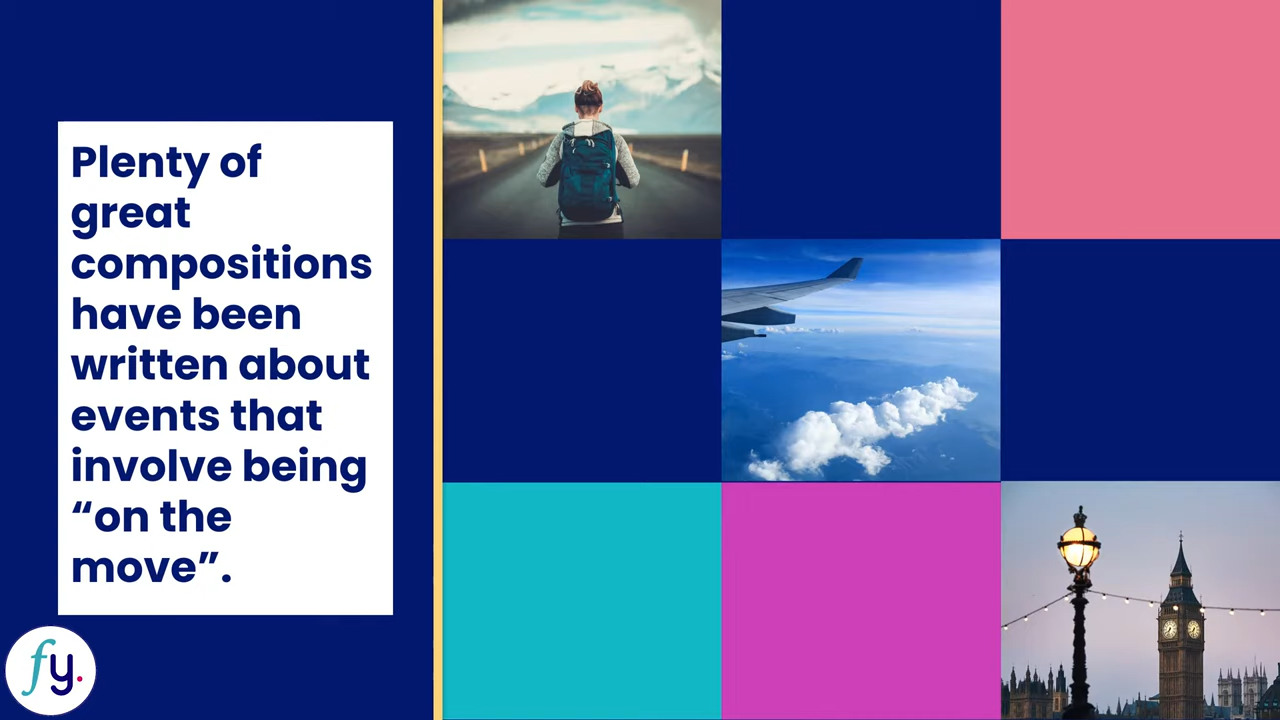 Plenty of
great
compositions
have been
written about
events that
involve being
“on the
move”.
fy.